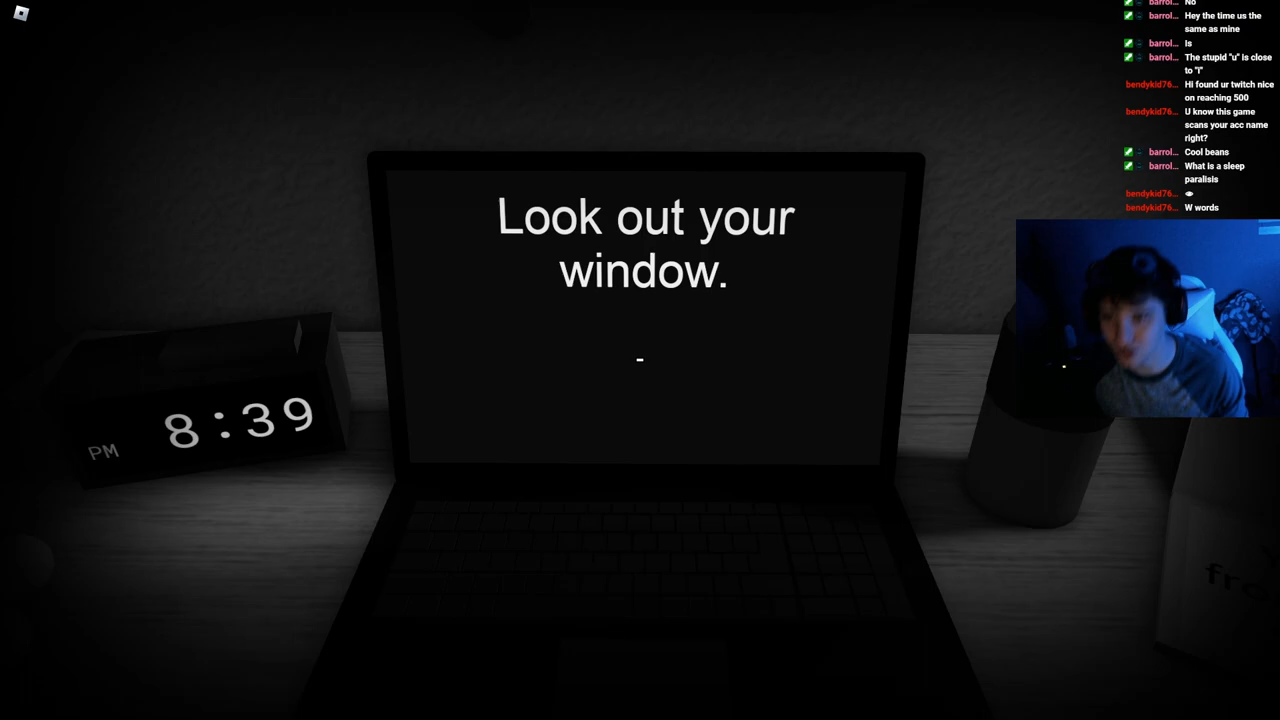 Look out your
window.
-
PM 8:39
fro
No
barrol... Hey the time us the
same as mine
barrol... is
barrol... The stupid "u" is close
to "i"
bendykid76... Hi found ur twitch nice
on reaching 500
bendykid76... U know this game
scans your acc name
right?
barrol... Cool beans
barrol... What is a sleep
paralisis
bendykid76...
bendykid76... W words